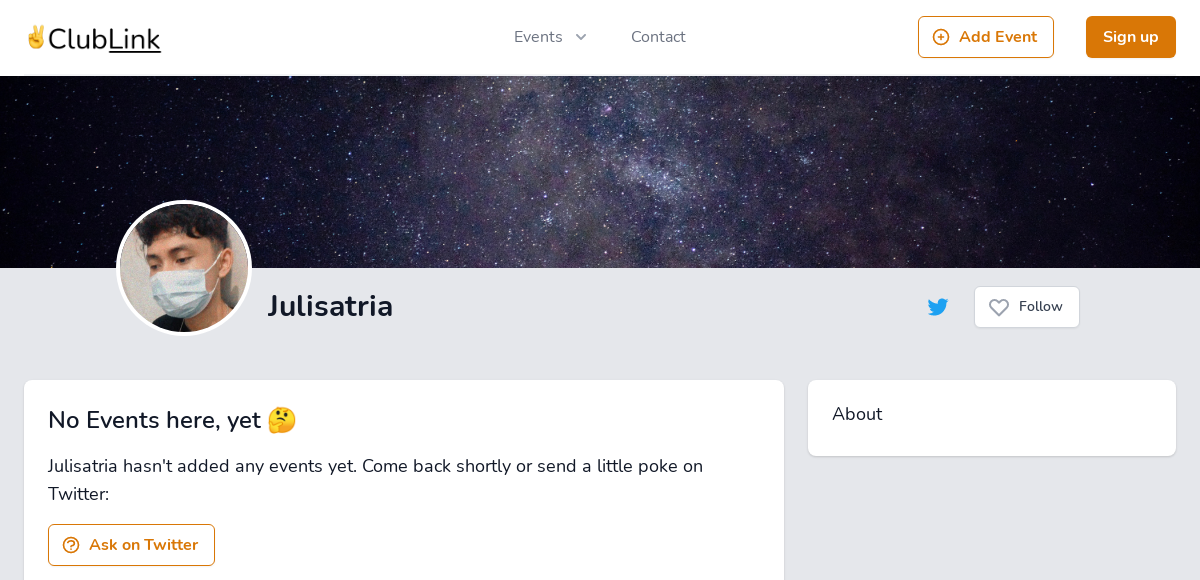 ✌ClubLink
Events
Contact
Add Event
Sign up
Julisatria
Follow
No Events here, yet 🤔
Julisatria hasn't added any events yet. Come back shortly or send a little poke on
Twitter:
Ask on Twitter
About